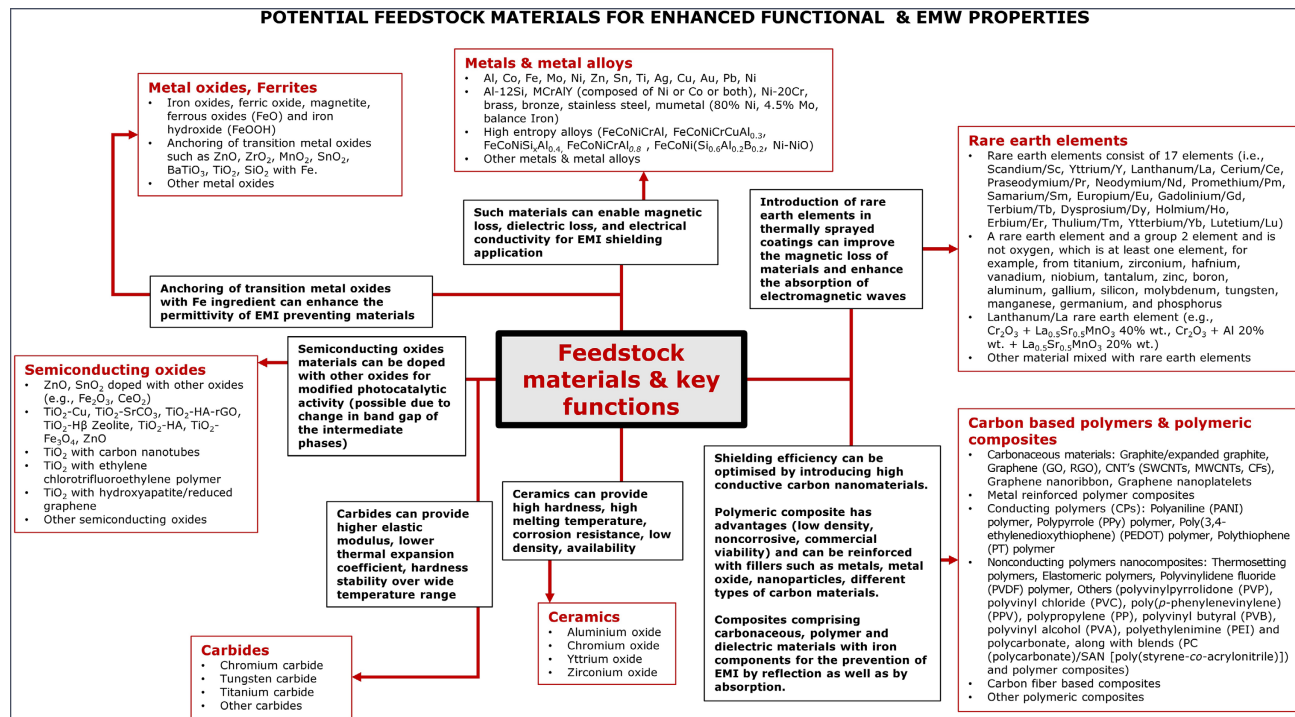 POTENTIAL FEEDSTOCK MATERIALS FOR ENHANCED FUNCTIONAL & EMW PROPERTIES
Metal oxides, Ferrites
• Iron oxides, ferric oxide, magnetite,
ferrous oxides (FeO) and iron
hydroxide (FeOOH)
• Anchoring of transition metal oxides
such as ZnO, ZrO₂, MnO₂, SnO₂,
BaTiO₃, TiO₂, SiO₂ with Fe.
• Other metal oxides
Metals & metal alloys
• Al, Co, Fe, Mo, Ni, Zn, Sn, Ti, Ag, Cu, Au, Pb, Ni
• Al-12Si, MCrAlY (composed of Ni or Co or both), Ni-20Cr,
brass, bronze, stainless steel, mumetal (80% Ni, 4.5% Mo,
balance Iron)
• High entropy alloys (FeCoNiCrAl, FeCoNiCrCuAl₀.₃,
FeCoNiSiₓAl₀.₄, FeCoNiCrAl₀.₈ , FeCoNi(Si₀.₆Al₀.₂B₀.₂, Ni-NiO)
• Other metals & metal alloys
Rare earth elements
• Rare earth elements consist of 17 elements (i.e.,
Scandium/Sc, Yttrium/Y, Lanthanum/La, Cerium/Ce,
Praseodymium/Pr, Neodymium/Nd, Promethium/Pm,
Samarium/Sm, Europium/Eu, Gadolinium/Gd,
Terbium/Tb, Dysprosium/Dy, Holmium/Ho,
Erbium/Er, Thulium/Tm, Ytterbium/Yb, Lutetium/Lu)
• A rare earth element and a group 2 element and is
not oxygen, which is at least one element, for
example, from titanium, zirconium, hafnium,
vanadium, niobium, tantalum, zinc, boron,
aluminum, gallium, silicon, molybdenum, tungsten,
manganese, germanium, and phosphorus
• Lanthanum/La rare earth element (e.g.,
Cr₂O₃ + La₀.₅Sr₀.₅MnO₃ 40% wt., Cr₂O₃ + Al 20%
wt. + La₀.₅Sr₀.₅MnO₃ 20% wt.)
• Other material mixed with rare earth elements
Such materials can enable magnetic
loss, dielectric loss, and electrical
conductivity for EMI shielding
application
Introduction of rare
earth elements in
thermally sprayed
coatings can improve
the magnetic loss of
materials and enhance
the absorption of
electromagnetic waves
Anchoring of transition metal oxides
with Fe ingredient can enhance the
permittivity of EMI preventing materials
Feedstock
materials & key
functions
Semiconducting oxides
materials can be doped
with other oxides for
modified photocatalytic
activity (possible due to
change in band gap of
the intermediate
phases)
Semiconducting oxides
• ZnO, SnO₂ doped with other oxides
(e.g., Fe₂O₃, CeO₂)
• TiO₂-Cu, TiO₂-SrCO₃, TiO₂-HA-rGO,
TiO₂-Hβ Zeolite, TiO₂-HA, TiO₂-
Fe₃O₄, ZnO
• TiO₂ with carbon nanotubes
• TiO₂ with ethylene
chlorotrifluoroethylene polymer
• TiO₂ with hydroxyapatite/reduced
graphene
• Other semiconducting oxides
Carbides can provide
higher elastic
modulus, lower
thermal expansion
coefficient, hardness
stability over wide
temperature range
Ceramics can provide
high hardness, high
melting temperature,
corrosion resistance, low
density, availability
Shielding efficiency can be
optimised by introducing high
conductive carbon nanomaterials.
Polymeric composite has
advantages (low density,
noncorrosive, commercial
viability) and can be reinforced
with fillers such as metals, metal
oxide, nanoparticles, different
types of carbon materials.
Composites comprising
carbonaceous, polymer and
dielectric materials with iron
components for the prevention of
EMI by reflection as well as by
absorption.
Carbon based polymers & polymeric
composites
• Carbonaceous materials: Graphite/expanded graphite,
Graphene (GO, RGO), CNT's (SWCNTs, MWCNTs, CFs),
Graphene nanoribbon, Graphene nanoplatelets
• Metal reinforced polymer composites
• Conducting polymers (CPs): Polyaniline (PANI)
polymer, Polypyrrole (PPy) polymer, Poly(3,4-
ethylenedioxythiophene) (PEDOT) polymer, Polythiophene
(PT) polymer
• Nonconducting polymers nanocomposites: Thermosetting
polymers, Elastomeric polymers, Polyvinylidene fluoride
(PVDF) polymer, Others (polyvinylpyrrolidone (PVP),
polyvinyl chloride (PVC), poly(p-phenylenevinylene)
(PPV), polypropylene (PP), polyvinyl butyral (PVB),
polyvinyl alcohol (PVA), polyethylenimine (PEI) and
polycarbonate, along with blends (PC
(polycarbonate)/SAN [poly(styrene-co-acrylonitrile)])
and polymer composites)
• Carbon fiber based composites
• Other polymeric composites
Carbides
• Chromium carbide
• Tungsten carbide
• Titanium carbide
• Other carbides
Ceramics
• Aluminium oxide
• Chromium oxide
• Yttrium oxide
• Zirconium oxide